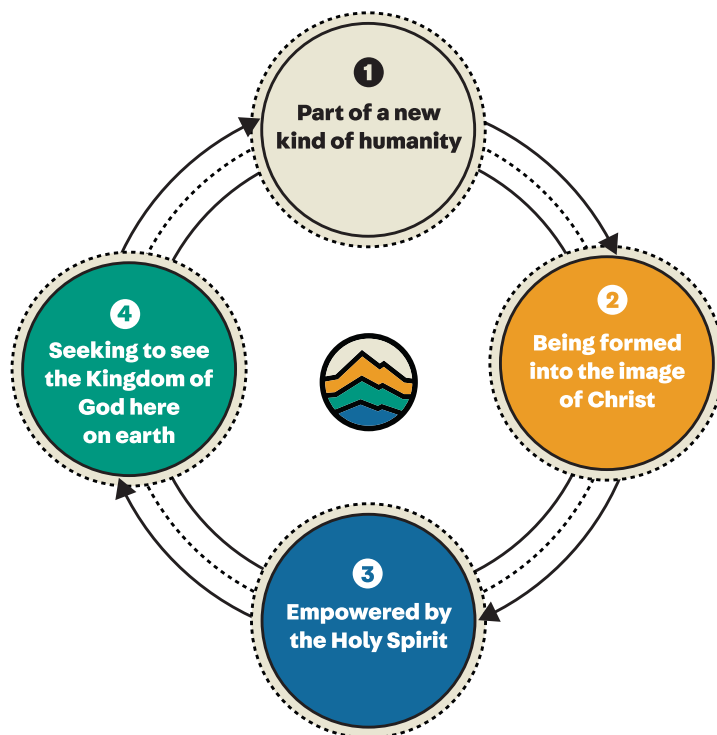 1
Part of a new
kind of humanity
2
Being formed
into the image
of Christ
3
Empowered by
the Holy Spirit
4
Seeking to see
the Kingdom of
God here
on earth